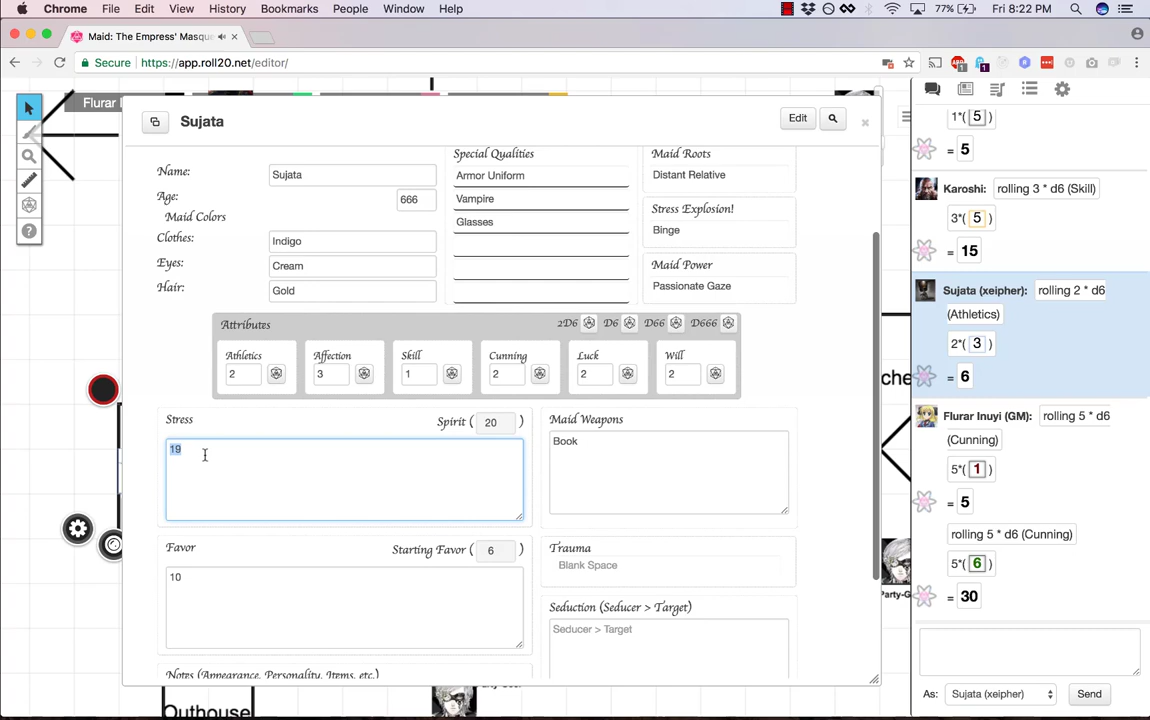 Chrome File Edit View History Bookmarks People Window Help 77% Fri 8:22 PM
Maid: The Empress' Masque
Secure https://app.roll20.net/editor/
Flurar I
Sujata
Edit
Name: Sujata
Age: 666
Maid Colors
Clothes: Indigo
Eyes: Cream
Hair: Gold
Special Qualities
Armor Uniform
Vampire
Glasses
Maid Roots
Distant Relative
Stress Explosion!
Binge
Maid Power
Passionate Gaze
Attributes 2D6 D6 D66 D666
Athletics Affection Skill Cunning Luck Will
2 3 1 2 2 2
Stress Spirit ( 20 )
19
Favor Starting Favor ( 6 )
10
Notes (Appearance, Personality, Items, etc.)
Maid Weapons
Book
Trauma
Blank Space
Seduction (Seducer > Target)
Seducer > Target
Outhouse
Party-G
che
1*( 5 )
= 5
Karoshi: rolling 3 * d6 (Skill)
3*( 5 )
= 15
Sujata (xeipher): rolling 2 * d6
(Athletics)
2*( 3 )
= 6
Flurar Inuyi (GM): rolling 5 * d6
(Cunning)
5*( 1 )
= 5
rolling 5 * d6 (Cunning)
5*( 6 )
= 30
As: Sujata (xeipher) Send